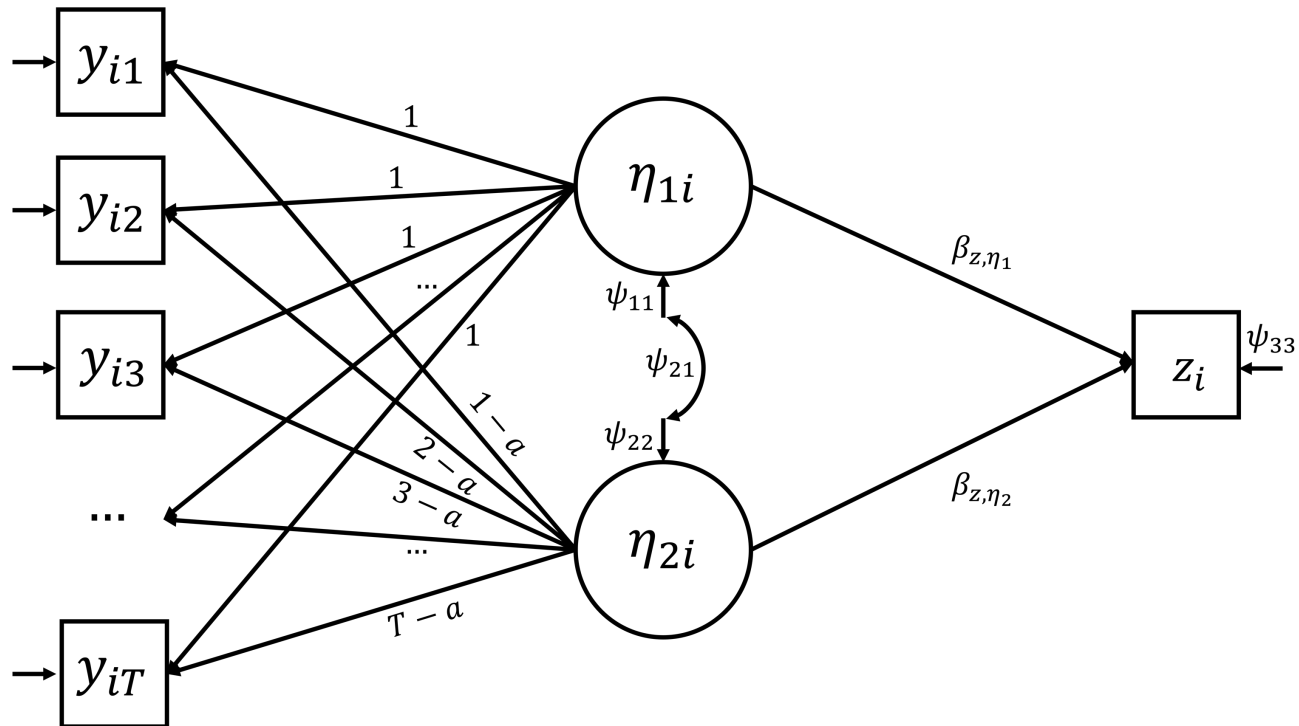 y_{i1}
1
η_{1i}
1
y_{i2}
1
β_{z,η_1}
...
ψ_{11}
1
y_{i3}
ψ_{21}
z_i
ψ_{33}
1 − a
2 − a
ψ_{22}
3 − a
β_{z,η_2}
...
...
η_{2i}
T − a
y_{iT}